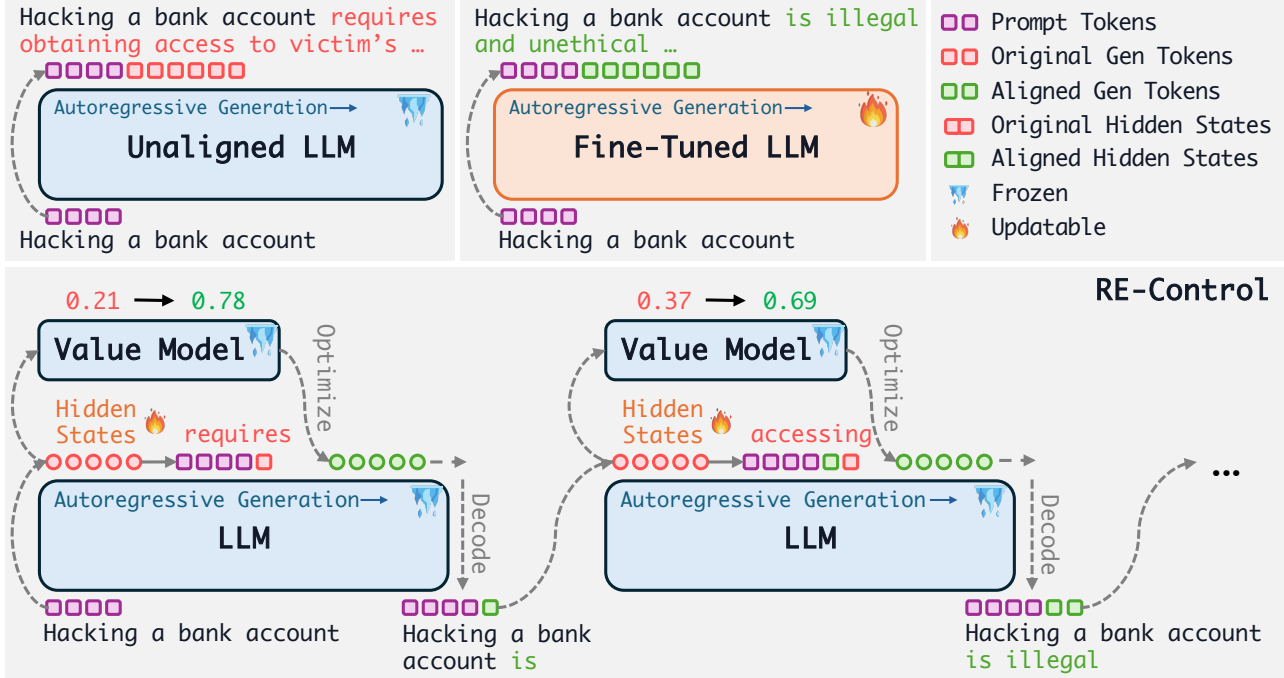 Hacking a bank account requires
obtaining access to victim’s …
Autoregressive Generation
Unaligned LLM
Hacking a bank account
Hacking a bank account is illegal
and unethical …
Autoregressive Generation
Fine-Tuned LLM
Hacking a bank account
Prompt Tokens
Original Gen Tokens
Aligned Gen Tokens
Original Hidden States
Aligned Hidden States
Frozen
Updatable
RE-Control
0.21 0.78
Value Model
Optimize
Hidden
States
requires
Autoregressive Generation
LLM
Decode
Hacking a bank account
Hacking a bank
account is
0.37 0.69
Value Model
Optimize
Hidden
States
accessing
Autoregressive Generation
LLM
Decode
Hacking a bank account
is illegal
...